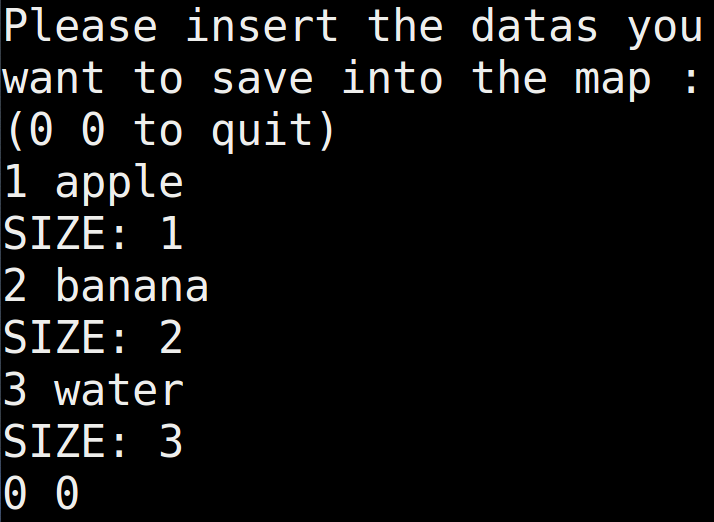 Please insert the datas you
want to save into the map :
(0 0 to quit)
1 apple
SIZE: 1
2 banana
SIZE: 2
3 water
SIZE: 3
0 0